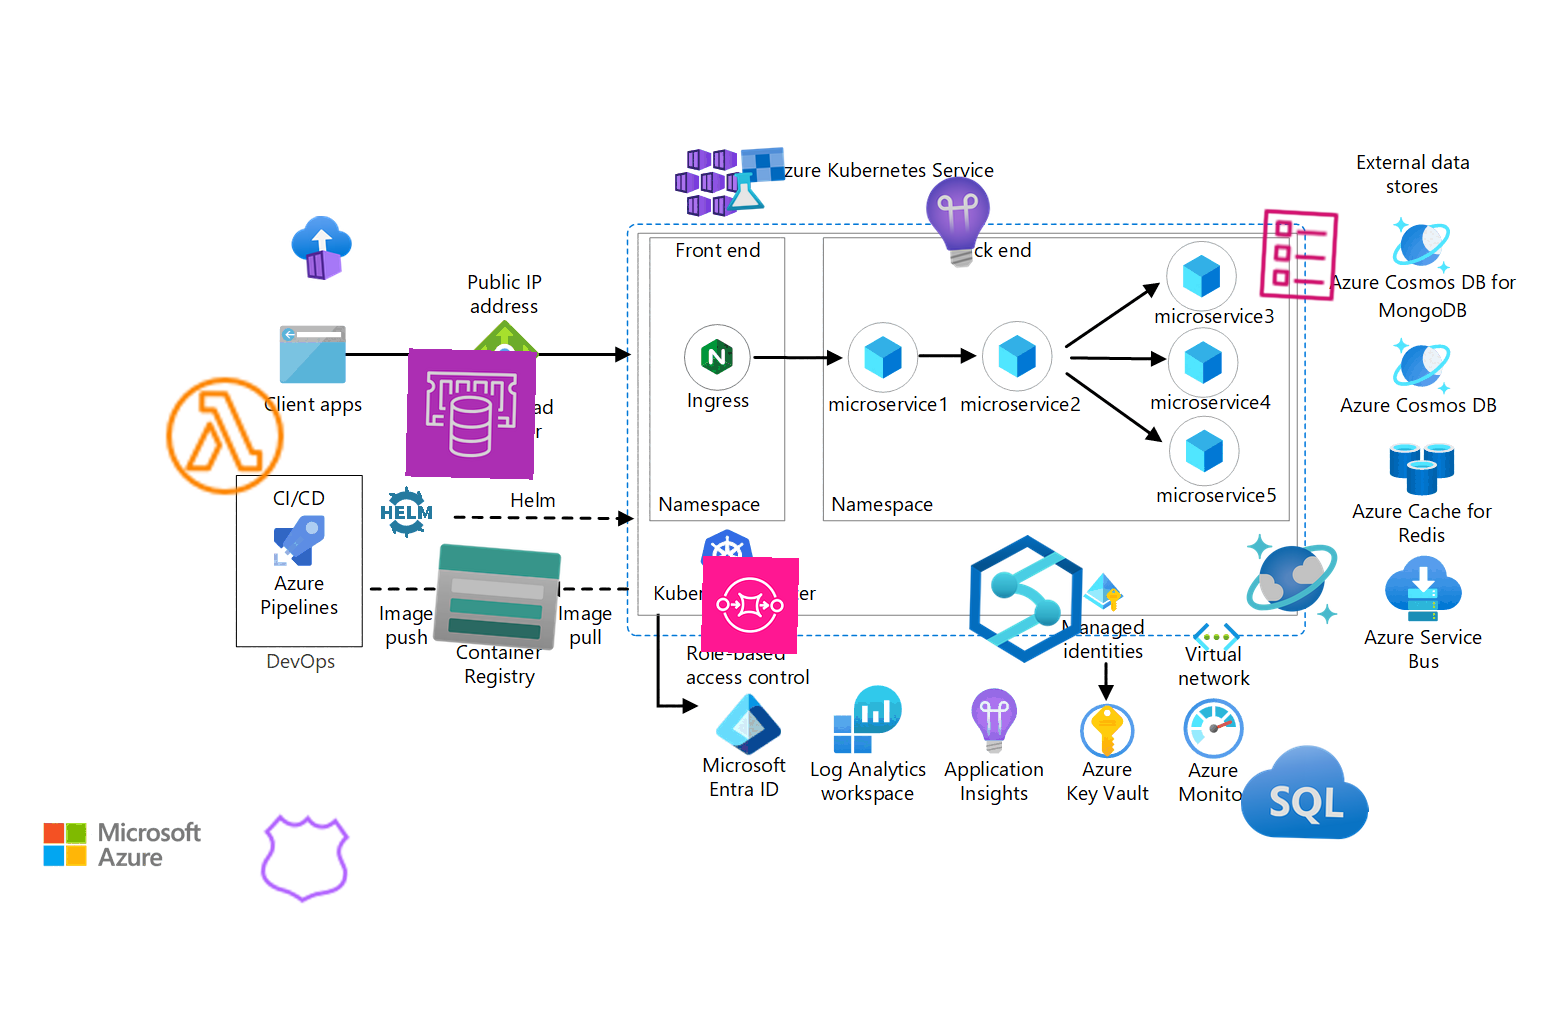 zure Kubernetes Service
External data
stores
Front end
ck end
Public IP
address
Azure Cosmos DB for
MongoDB
microservice3
Client apps
ad
r
N
Ingress
microservice1
microservice2
microservice4
Azure Cosmos DB
CI/CD
HELM
Helm
Namespace
Namespace
microservice5
Azure Cache for
Redis
Azure
Pipelines
Image
push
Image
pull
Container
Registry
DevOps
Kuber
er
Role-based
access control
Managed
identities
Virtual
network
Azure Service
Bus
Microsoft
Entra ID
Log Analytics
workspace
Application
Insights
Azure
Key Vault
Azure
Monito
SQL
Microsoft
Azure